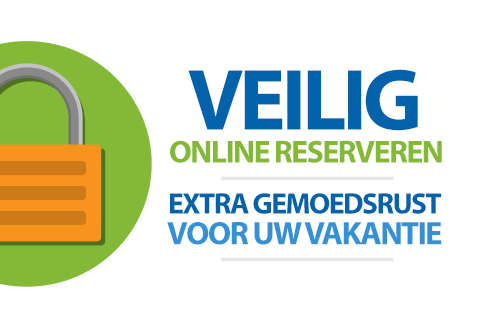 VEILIG
ONLINE RESERVEREN
EXTRA GEMOEDSRUST
VOOR UW VAKANTIE